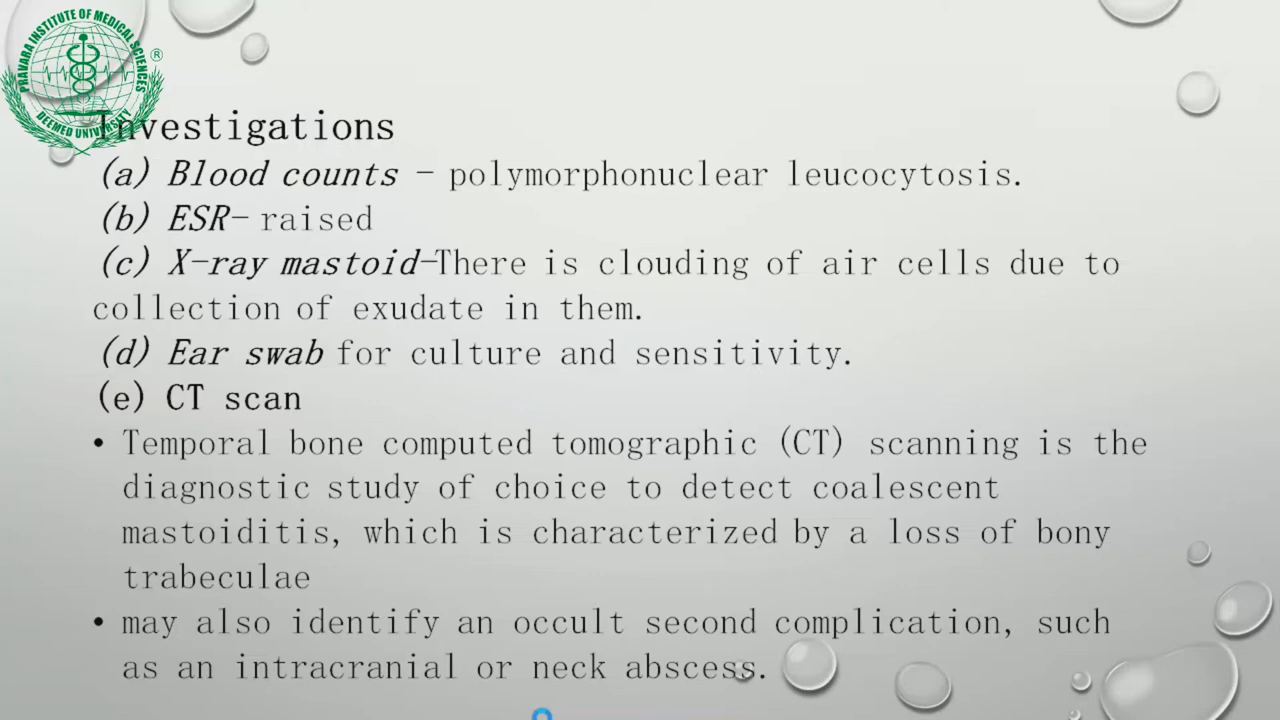 PRAVARA INSTITUTE OF MEDICAL SCIENCES
®
DEEMED UNIVERSITY
Investigations
(a) Blood counts - polymorphonuclear leucocytosis.
(b) ESR- raised
(c) X-ray mastoid-There is clouding of air cells due to
collection of exudate in them.
(d) Ear swab for culture and sensitivity.
(e) CT scan
• Temporal bone computed tomographic (CT) scanning is the
diagnostic study of choice to detect coalescent
mastoiditis, which is characterized by a loss of bony
trabeculae
• may also identify an occult second complication, such
as an intracranial or neck abscess.